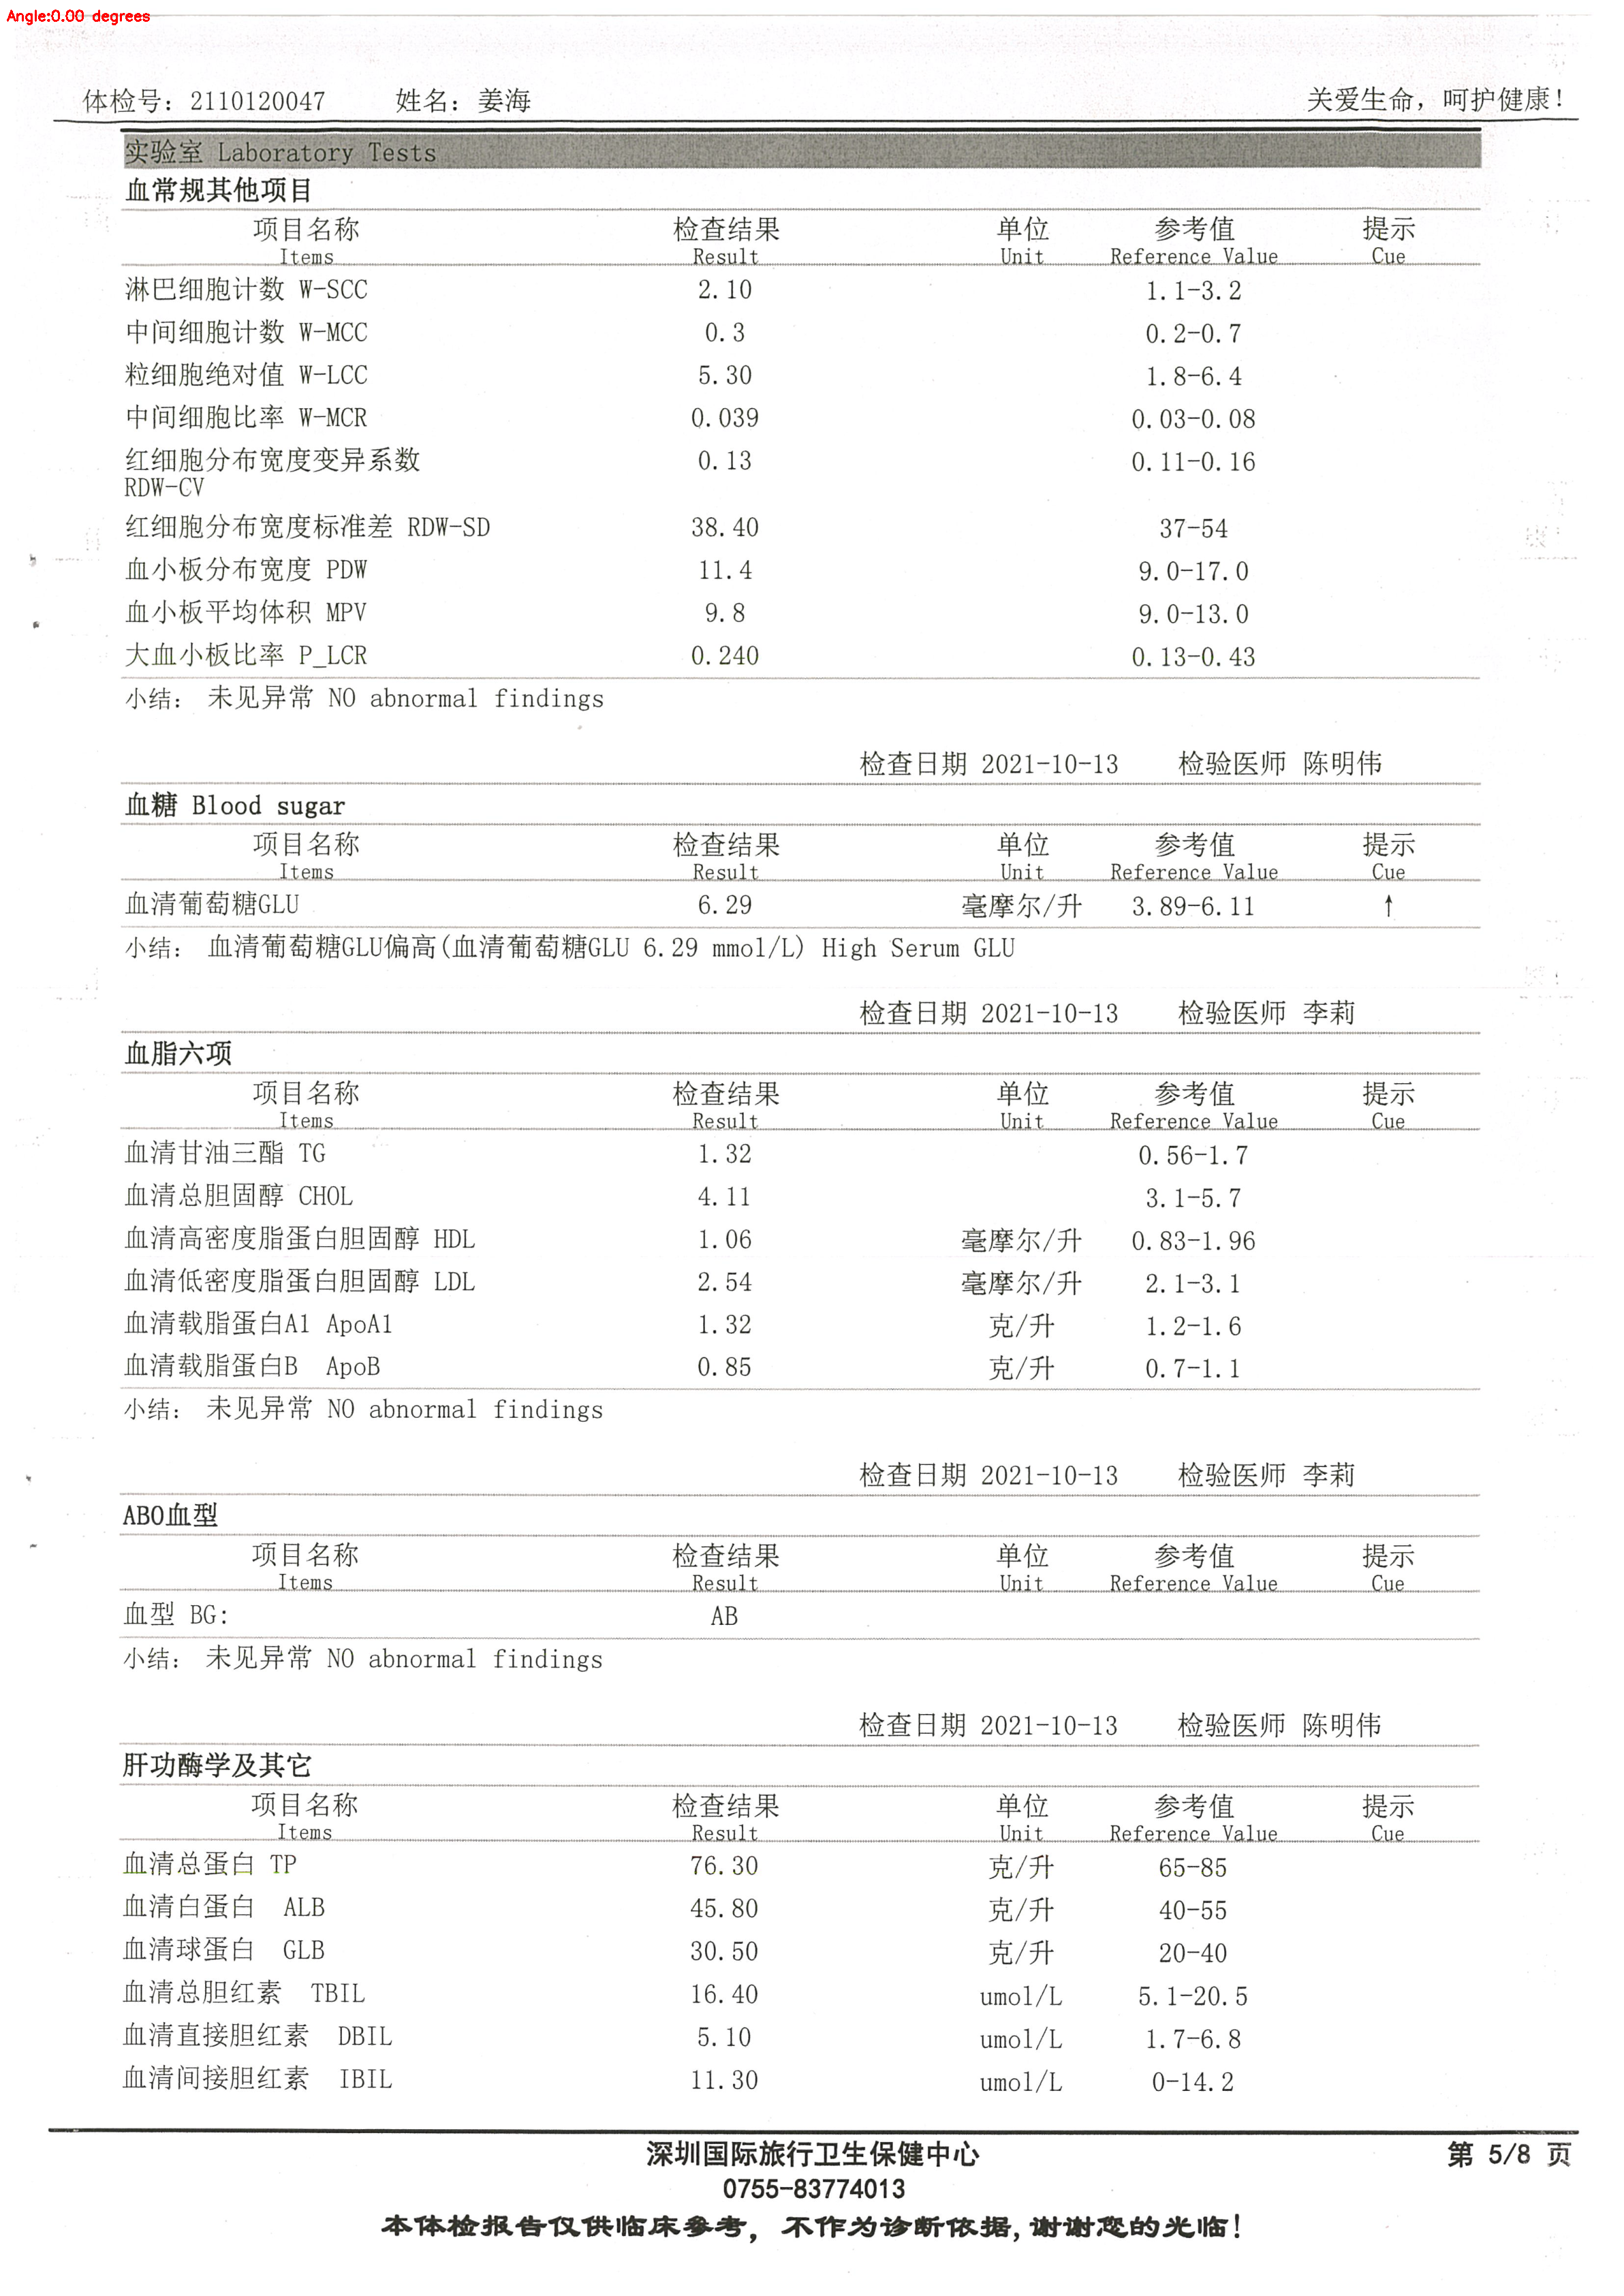 Angle:0.00 degrees
体检号: 2110120047 姓名: 姜海 关爱生命, 呵护健康!
实验室 Laboratory Tests
血常规其他项目
项目名称 检查结果 单位 参考值 提示
Items Result Unit Reference Value Cue
淋巴细胞计数 W-SCC 2.10 1.1-3.2
中间细胞计数 W-MCC 0.3 0.2-0.7
粒细胞绝对值 W-LCC 5.30 1.8-6.4
中间细胞比率 W-MCR 0.039 0.03-0.08
红细胞分布宽度变异系数 0.13 0.11-0.16
RDW-CV
红细胞分布宽度标准差 RDW-SD 38.40 37-54
血小板分布宽度 PDW 11.4 9.0-17.0
血小板平均体积 MPV 9.8 9.0-13.0
大血小板比率 P_LCR 0.240 0.13-0.43
小结: 未见异常 NO abnormal findings
检查日期 2021-10-13 检验医师 陈明伟
血糖 Blood sugar
项目名称 检查结果 单位 参考值 提示
Items Result Unit Reference Value Cue
血清葡萄糖GLU 6.29 毫摩尔/升 3.89-6.11 ↑
小结: 血清葡萄糖GLU偏高(血清葡萄糖GLU 6.29 mmol/L) High Serum GLU
检查日期 2021-10-13 检验医师 李莉
血脂六项
项目名称 检查结果 单位 参考值 提示
Items Result Unit Reference Value Cue
血清甘油三酯 TG 1.32 0.56-1.7
血清总胆固醇 CHOL 4.11 3.1-5.7
血清高密度脂蛋白胆固醇 HDL 1.06 毫摩尔/升 0.83-1.96
血清低密度脂蛋白胆固醇 LDL 2.54 毫摩尔/升 2.1-3.1
血清载脂蛋白A1 ApoA1 1.32 克/升 1.2-1.6
血清载脂蛋白B ApoB 0.85 克/升 0.7-1.1
小结: 未见异常 NO abnormal findings
检查日期 2021-10-13 检验医师 李莉
ABO血型
项目名称 检查结果 单位 参考值 提示
Items Result Unit Reference Value Cue
血型 BG: AB
小结: 未见异常 NO abnormal findings
检查日期 2021-10-13 检验医师 陈明伟
肝功酶学及其它
项目名称 检查结果 单位 参考值 提示
Items Result Unit Reference Value Cue
血清总蛋白 TP 76.30 克/升 65-85
血清白蛋白 ALB 45.80 克/升 40-55
血清球蛋白 GLB 30.50 克/升 20-40
血清总胆红素 TBIL 16.40 umol/L 5.1-20.5
血清直接胆红素 DBIL 5.10 umol/L 1.7-6.8
血清间接胆红素 IBIL 11.30 umol/L 0-14.2
深圳国际旅行卫生保健中心 第 5/8 页
0755-83774013
本体检报告仅供临床参考, 不作为诊断依据,谢谢您的光临!